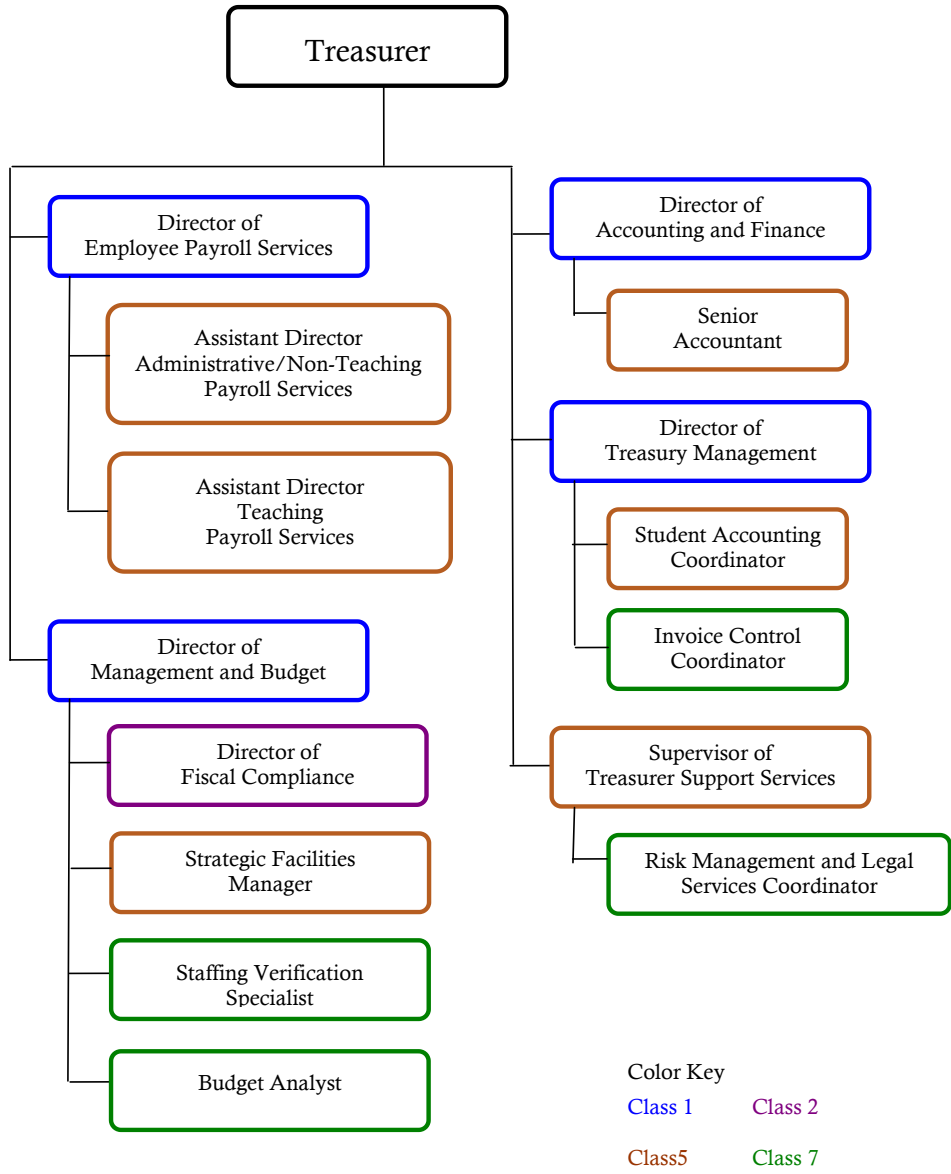 Treasurer
Director of
Employee Payroll Services
Assistant Director
Administrative/Non-Teaching
Payroll Services
Assistant Director
Teaching
Payroll Services
Director of
Management and Budget
Director of
Fiscal Compliance
Strategic Facilities
Manager
Staffing Verification
Specialist
Budget Analyst
Director of
Accounting and Finance
Senior
Accountant
Director of
Treasury Management
Student Accounting
Coordinator
Invoice Control
Coordinator
Supervisor of
Treasurer Support Services
Risk Management and Legal
Services Coordinator
Color Key
Class 1 Class 2
Class5 Class 7